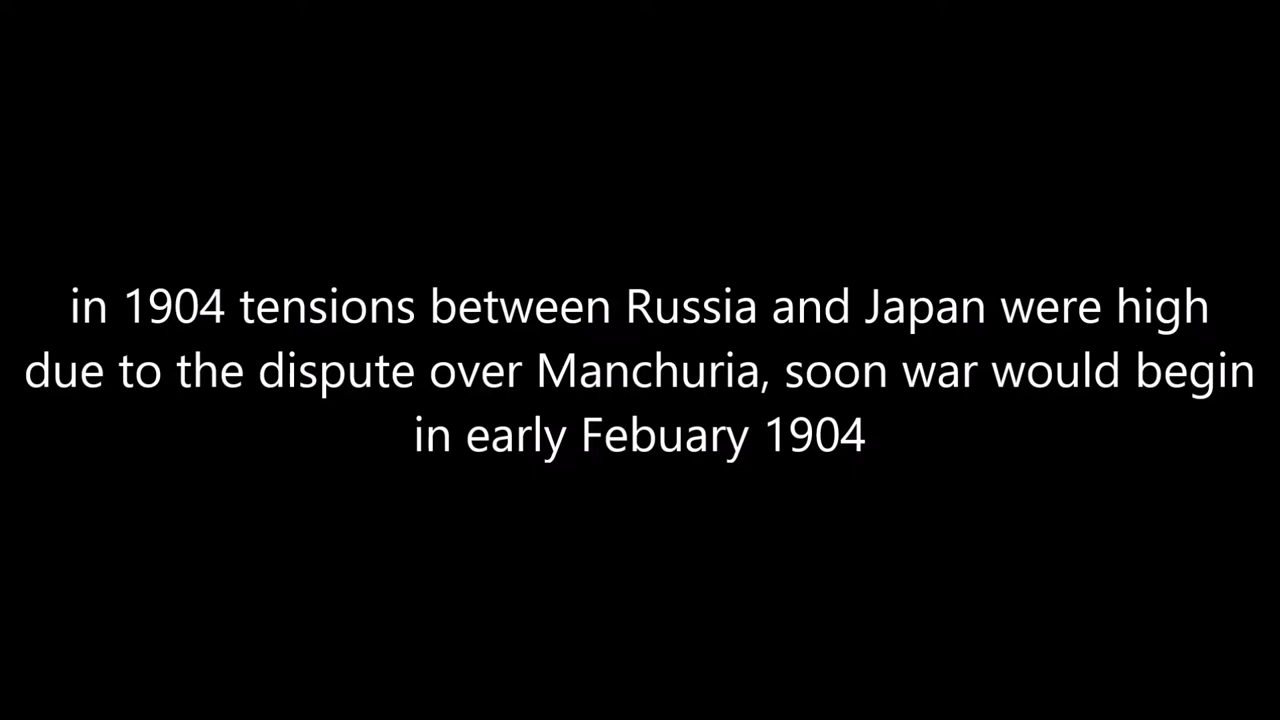 in 1904 tensions between Russia and Japan were high
due to the dispute over Manchuria, soon war would begin
in early Febuary 1904